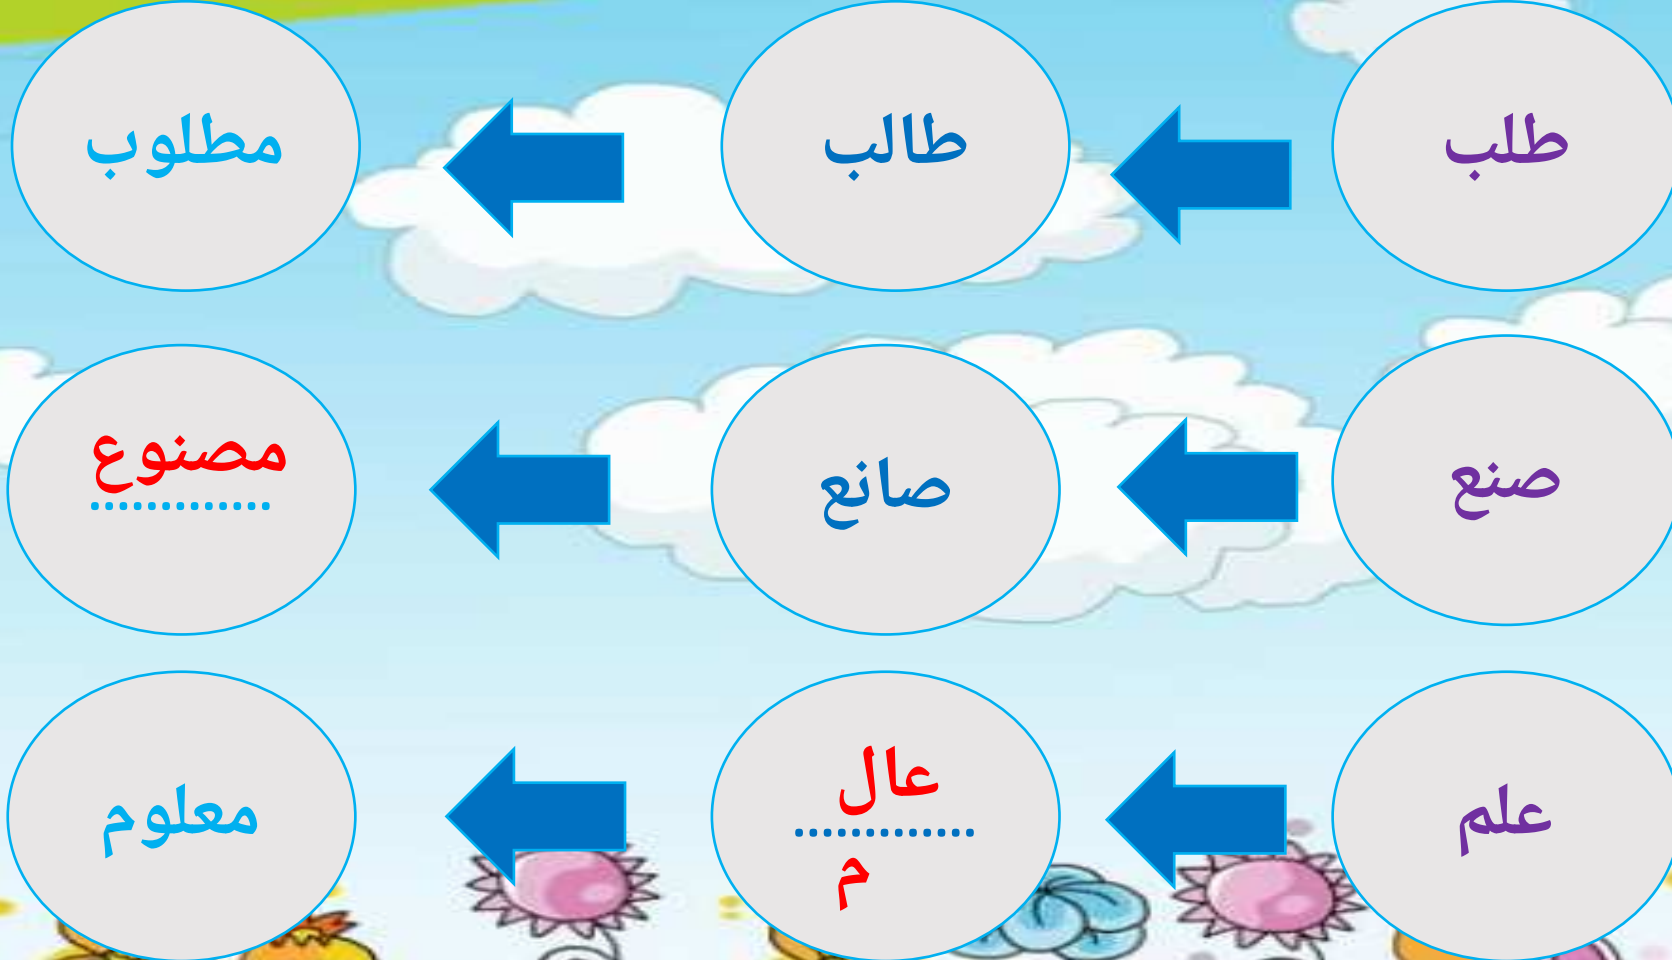 طلب
طالب
مطلوب
صنع
صانع
مصنوع
.............
علم
عال
.............
م
معلوم